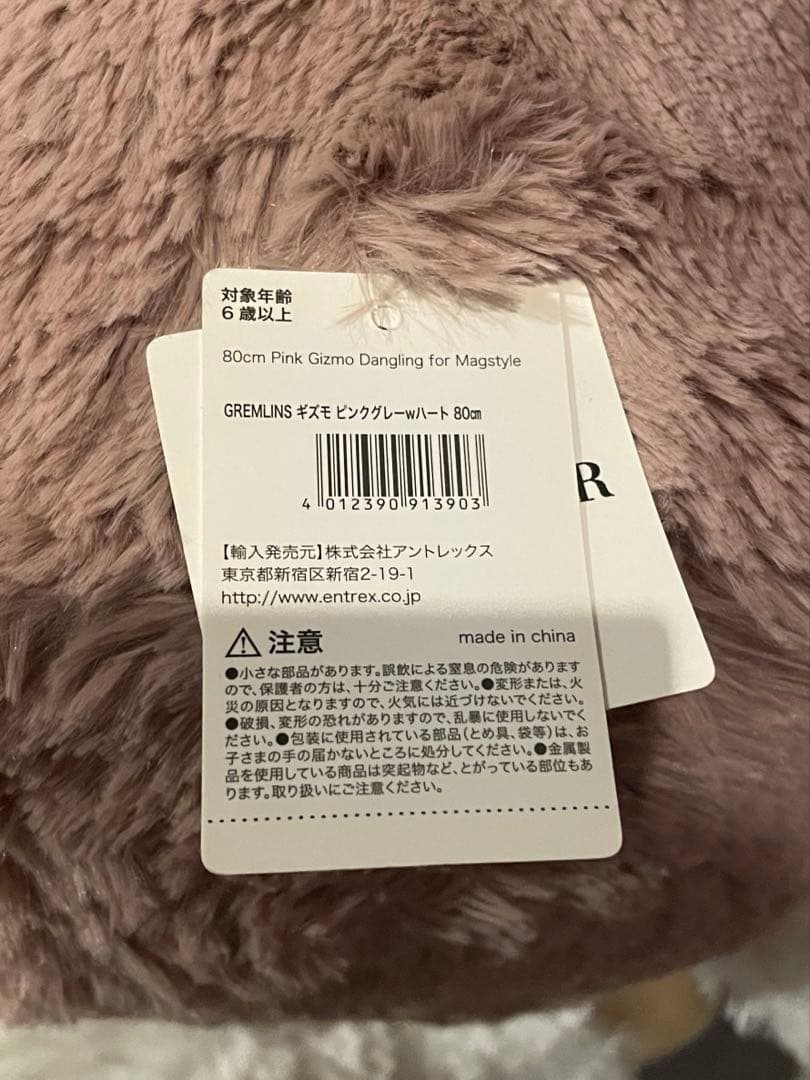 対象年齢
6歳以上
80cm Pink Gizmo Dangling for Magstyle
GREMLINS ギズモ ピンクグレーwハート 80㎝
4 012390 913903
R
【輸入発売元】株式会社アントレックス
東京都新宿区新宿2-19-1
http://www.entrex.co.jp
注意 made in china
●小さな部品があります。誤飲による窒息の危険があります
ので、保護者の方は、十分ご注意ください。●変形または、火
災の原因となりますので、火気には近づけないでください。
●破損、変形の恐れがありますので、乱暴に使用しないでく
ださい。●包装に使用されている部品(とめ具、袋等)は、お
子さまの手の届かないところに処分してください。●金属製
品を使用している商品は突起物など、とがっている部位もあ
ります。取り扱いにご注意ください。